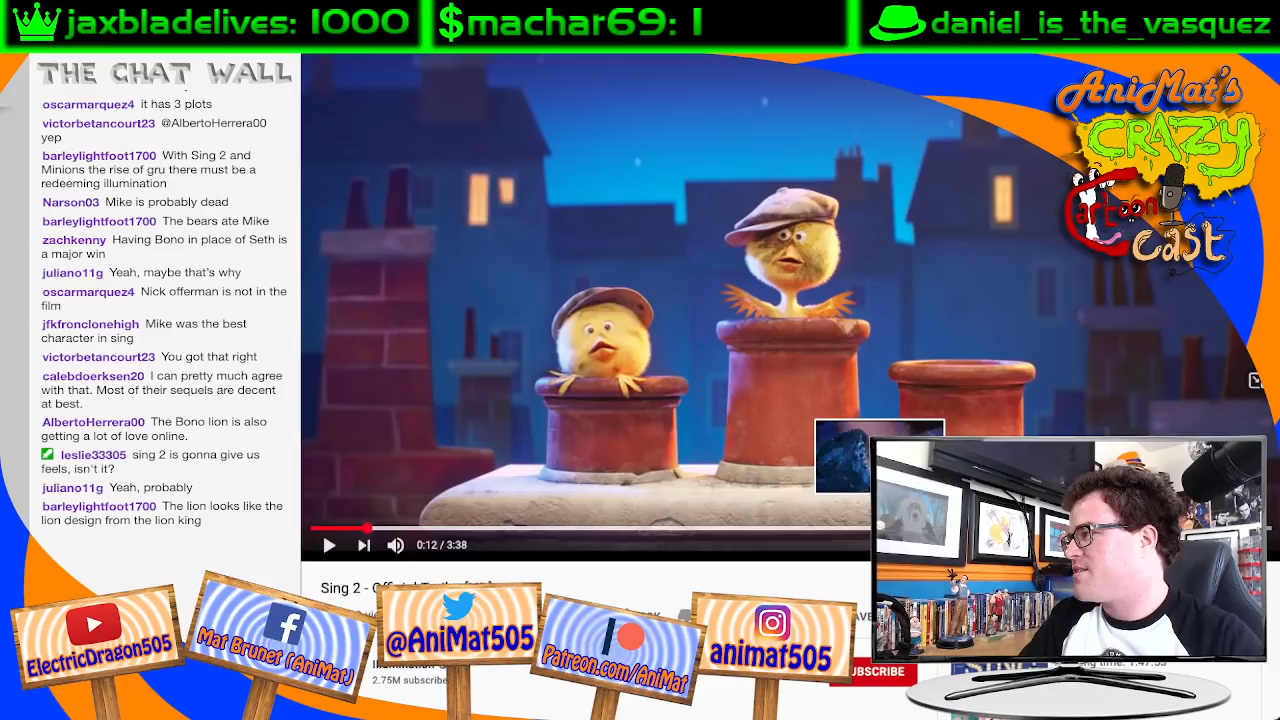 jaxbladelives: 1000
$machar69: 1
daniel_is_the_vasquez
THE CHAT WALL
oscarmarquez4 it has 3 plots
victorbetancourt23 @AlbertoHerrera00
yep
barleylightfoot1700 With Sing 2 and
Minions the rise of gru there must be a
redeeming illumination
Narson03 Mike is probably dead
barleylightfoot1700 The bears ate Mike
zachkenny Having Bono in place of Seth is
a major win
juliano11g Yeah, maybe that's why
oscarmarquez4 Nick offerman is not in the
film
jfkfronclonehigh Mike was the best
character in sing
victorbetancourt23 You got that right
calebdoerksen20 I can pretty much agree
with that. Most of their sequels are decent
at best.
AlbertoHerrera00 The Bono lion is also
getting a lot of love online.
leslie33305 sing 2 is gonna give us
feels, isn't it?
juliano11g Yeah, probably
barleylightfoot1700 The lion looks like the
lion design from the lion king
AniMat's
CRAZY
Cartoon
Cast
0:12 / 3:38
Sing 2 -
2.75M subscribe
UBSCRIBE
ElectricDragon505
Mat Brunet (AniMat)
@AniMat505
Patreon.com/AniMat
animat505